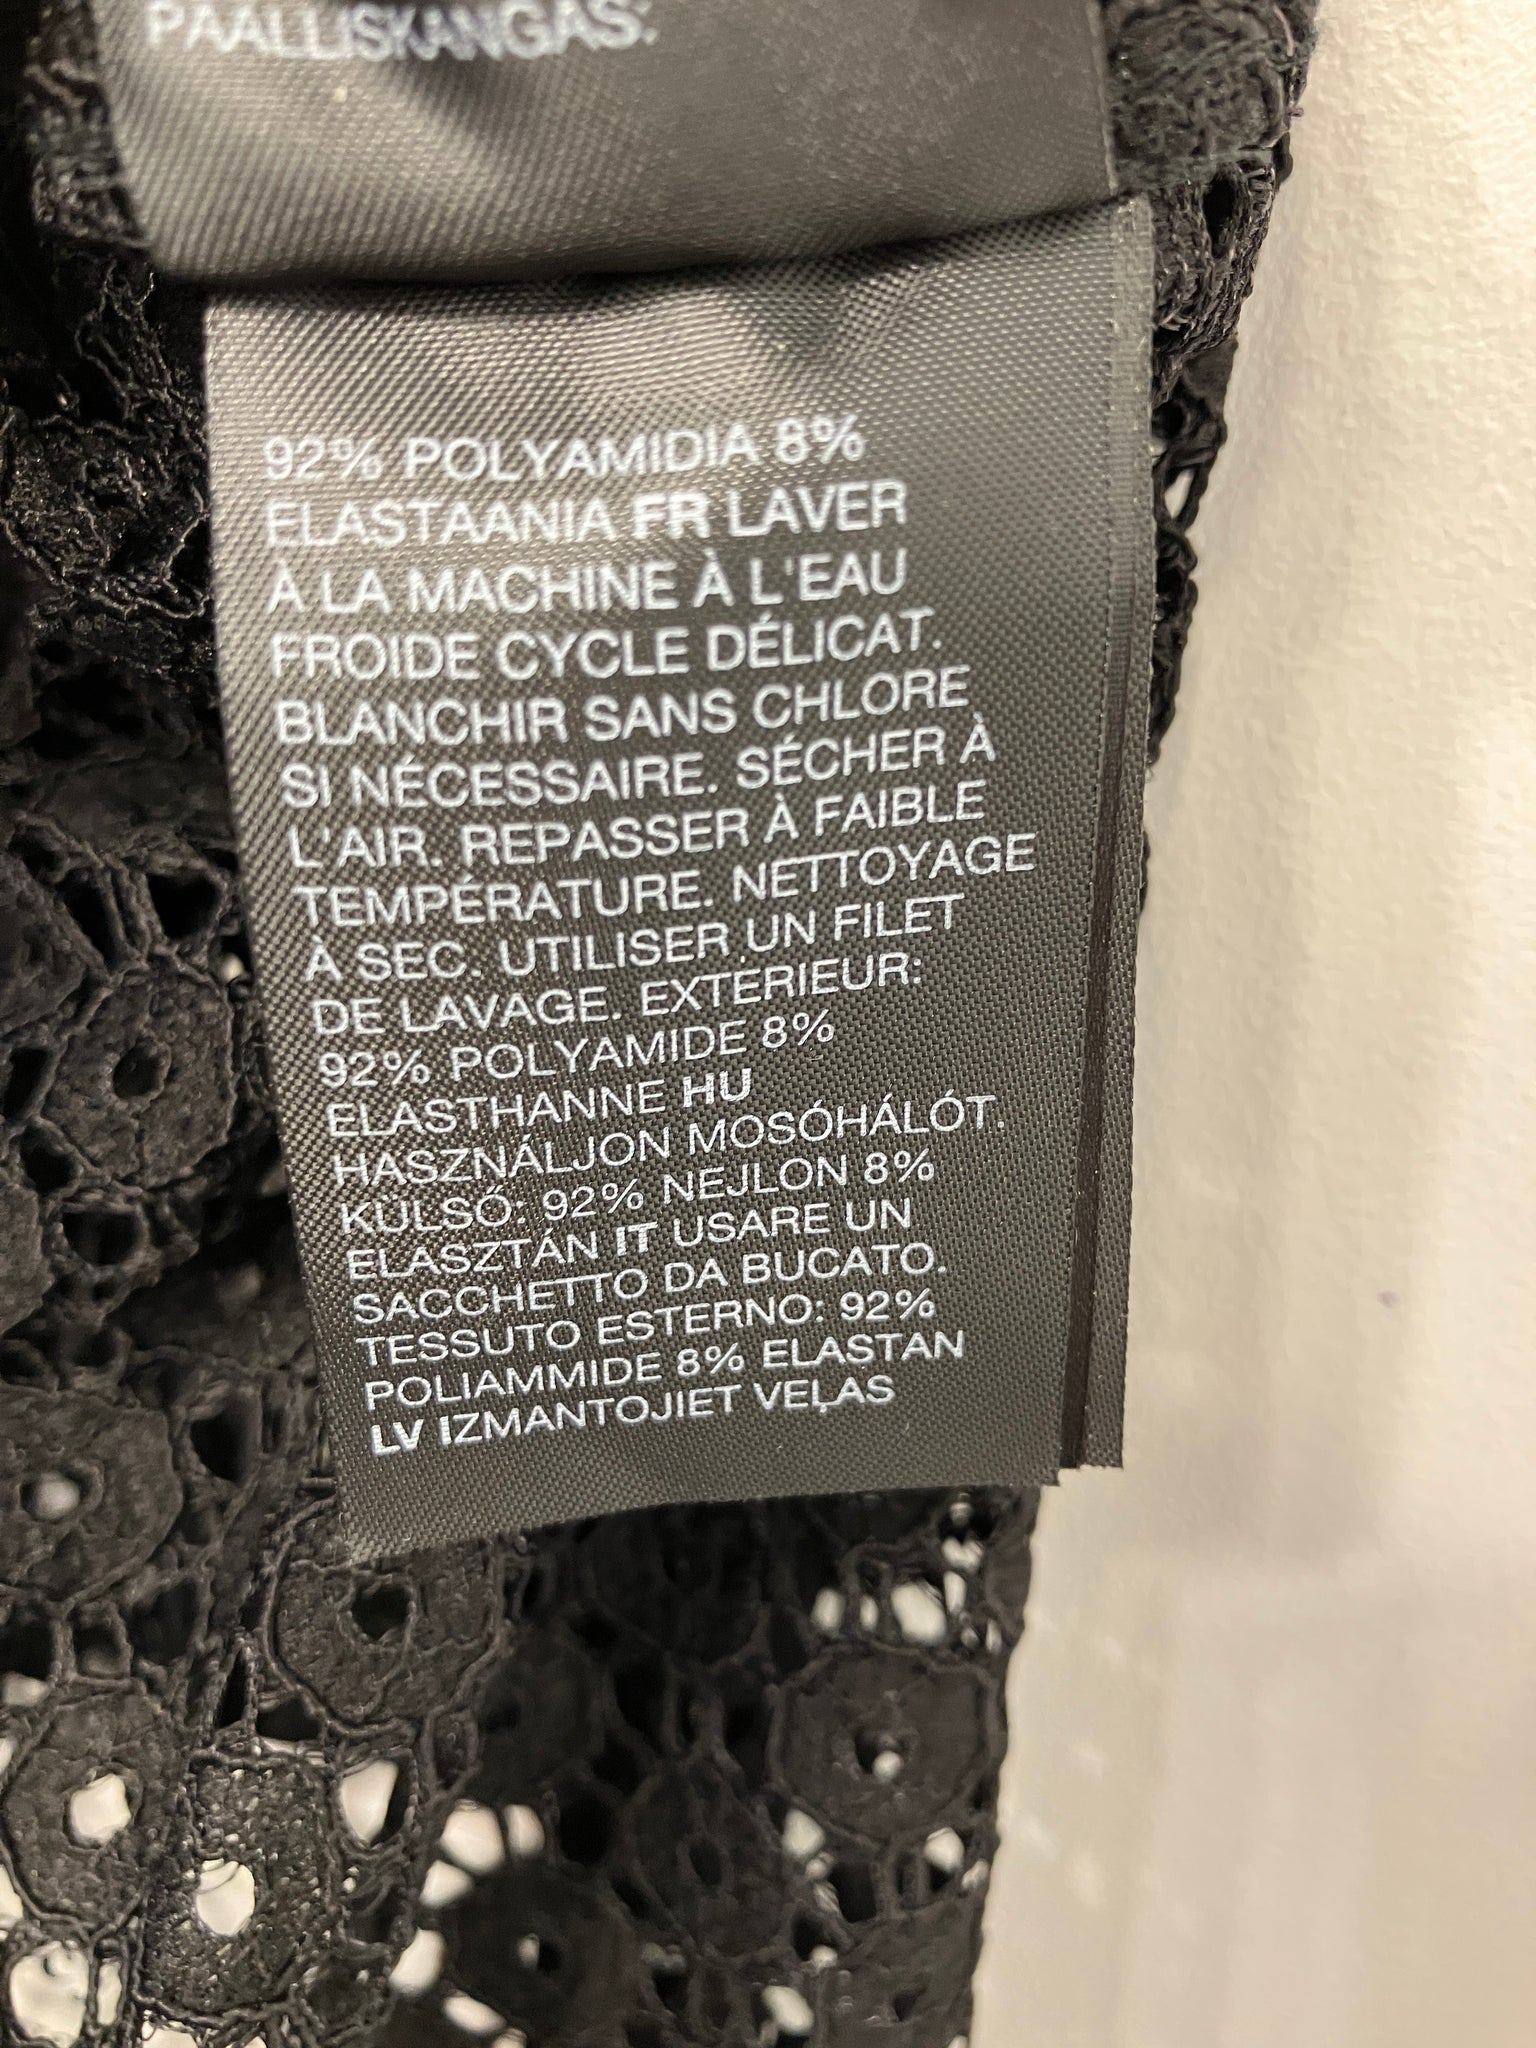 PÄÄLLISKANGAS:
92% POLYAMIDIA 8%
ELASTAANIA FR LAVER
À LA MACHINE À L'EAU
FROIDE CYCLE DÉLICAT.
BLANCHIR SANS CHLORE
SI NÉCESSAIRE. SÉCHER À
L'AIR. REPASSER À FAIBLE
TEMPÉRATURE. NETTOYAGE
À SEC. UTILISER UN FILET
DE LAVAGE. EXTÉRIEUR:
92% POLYAMIDE 8%
ELASTHANNE HU
HASZNÁLJON MOSÓHÁLÓT.
KÜLSŐ: 92% NEJLON 8%
ELASZTÁN IT USARE UN
SACCHETTO DA BUCATO.
TESSUTO ESTERNO: 92%
POLIAMMIDE 8% ELASTAN
LV IZMANTOJIET VEĻAS